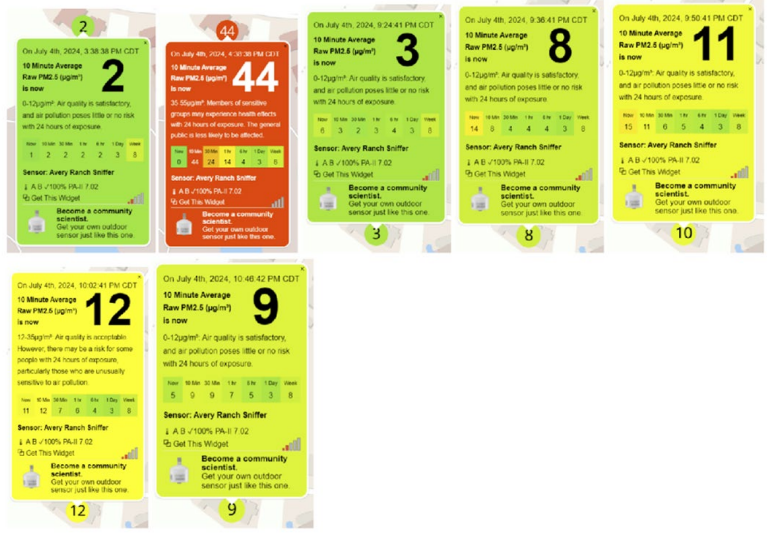 2
On July 4th, 2024, 3:38:38 PM CDT
10 Minute Average
Raw PM2.5 (µg/m³)
is now
2
0-12µg/m³: Air quality is satisfactory,
and air pollution poses little or no risk
with 24 hours of exposure.
Now 10 Min 30 Min 1 hr 6 hr 1 Day Week
1 2 2 2 2 3 8
Sensor: Avery Ranch Sniffer
A B ✓100% PA-II 7.02
Get This Widget
Become a community
scientist.
Get your own outdoor
sensor just like this one.
44
On July 4th, 2024, 4:38:38 PM CDT
10 Minute Average
Raw PM2.5 (µg/m³)
is now
44
35-55µg/m³: Members of sensitive
groups may experience health effects
with 24 hours of exposure. The general
public is less likely to be affected.
Now 10 Min 30 Min 1 hr 6 hr 1 Day Week
44 24 14 4 3 8
Sensor: Avery Ranch Sniffer
A B ✓100% PA-II 7.02
Get This Widget
Become a community
scientist.
Get your own outdoor
sensor just like this one.
On July 4th, 2024, 9:24:41 PM CDT
10 Minute Average
Raw PM2.5 (µg/m³)
is now
3
0-12µg/m³: Air quality is satisfactory,
and air pollution poses little or no risk
with 24 hours of exposure.
Now 10 Min 30 Min 1 hr 6 hr 1 Day Week
6 3 2 3 4 3 8
Sensor: Avery Ranch Sniffer
A B ✓100% PA-II 7.02
Get This Widget
Become a community
scientist.
Get your own outdoor
sensor just like this one.
3
On July 4th, 2024, 9:36:41 PM CDT
10 Minute Average
Raw PM2.5 (µg/m³)
is now
8
0-12µg/m³: Air quality is satisfactory,
and air pollution poses little or no risk
with 24 hours of exposure.
Now 10 Min 30 Min 1 hr 6 hr 1 Day Week
14 8 4 4 4 3 8
Sensor: Avery Ranch Sniffer
A B ✓100% PA-II 7.02
Get This Widget
Become a community
scientist.
Get your own outdoor
sensor just like this one.
8
On July 4th, 2024, 9:50:41 PM CDT
10 Minute Average
Raw PM2.5 (µg/m³)
is now
11
0-12µg/m³: Air quality is satisfactory,
and air pollution poses little or no risk
with 24 hours of exposure.
Now 10 Min 30 Min 1 hr 6 hr 1 Day Week
15 11 6 5 4 3 8
Sensor: Avery Ranch Sniffer
A B ✓100% PA-II 7.02
Get This Widget
Become a community
scientist.
Get your own outdoor
sensor just like this one.
10
On July 4th, 2024, 10:02:41 PM CDT
10 Minute Average
Raw PM2.5 (µg/m³)
is now
12
12-35µg/m³: Air quality is acceptable.
However, there may be a risk for some
people with 24 hours of exposure,
particularly those who are unusually
sensitive to air pollution.
Now 10 Min 30 Min 1 hr 6 hr 1 Day Week
11 12 7 6 4 3 8
Sensor: Avery Ranch Sniffer
A B ✓100% PA-II 7.02
Get This Widget
Become a community
scientist.
Get your own outdoor
sensor just like this one.
12
On July 4th, 2024, 10:46:42 PM CDT
10 Minute Average
Raw PM2.5 (µg/m³)
is now
9
0-12µg/m³: Air quality is satisfactory,
and air pollution poses little or no risk
with 24 hours of exposure.
Now 10 Min 30 Min 1 hr 6 hr 1 Day Week
5 9 9 7 5 3 8
Sensor: Avery Ranch Sniffer
A B ✓100% PA-II 7.02
Get This Widget
Become a community
scientist.
Get your own outdoor
sensor just like this one.
9